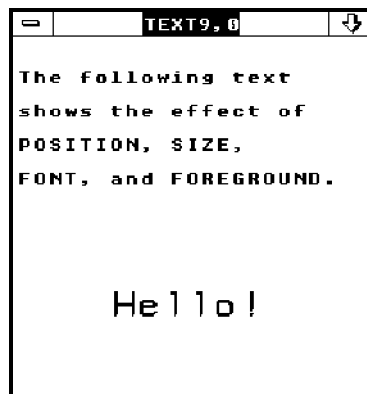 TEXT9,0
The following text
shows the effect of
POSITION, SIZE,
FONT, and FOREGROUND.
Hello!